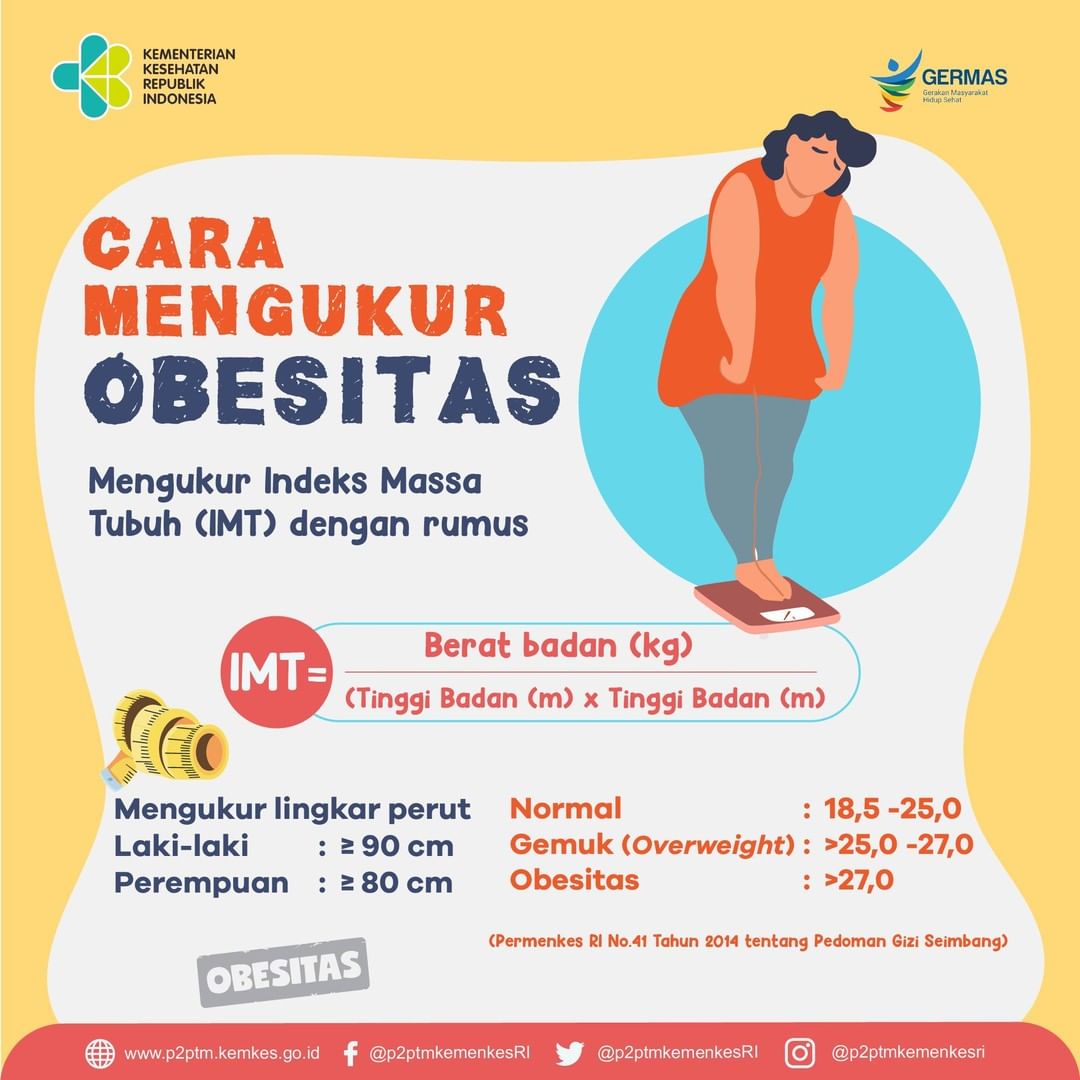 KEMENTERIAN
KESEHATAN
REPUBLIK
INDONESIA
GERMAS
Gerakan Masyarakat
Hidup Sehat
CARA
MENGUKUR
OBESITAS
Mengukur Indeks Massa
Tubuh (IMT) dengan rumus
IMT=
Berat badan (kg)
(Tinggi Badan (m) x Tinggi Badan (m)
Mengukur lingkar perut
Laki-laki : ≥ 90 cm
Perempuan : ≥ 80 cm
Normal : 18,5 -25,0
Gemuk (Overweight) : >25,0 -27,0
Obesitas : >27,0
(Permenkes RI No.41 Tahun 2014 tentang Pedoman Gizi Seimbang)
OBESITAS
www.p2ptm.kemkes.go.id @p2ptmkemenkesRI @p2ptmkemenkesRI @p2ptmkemenkesri